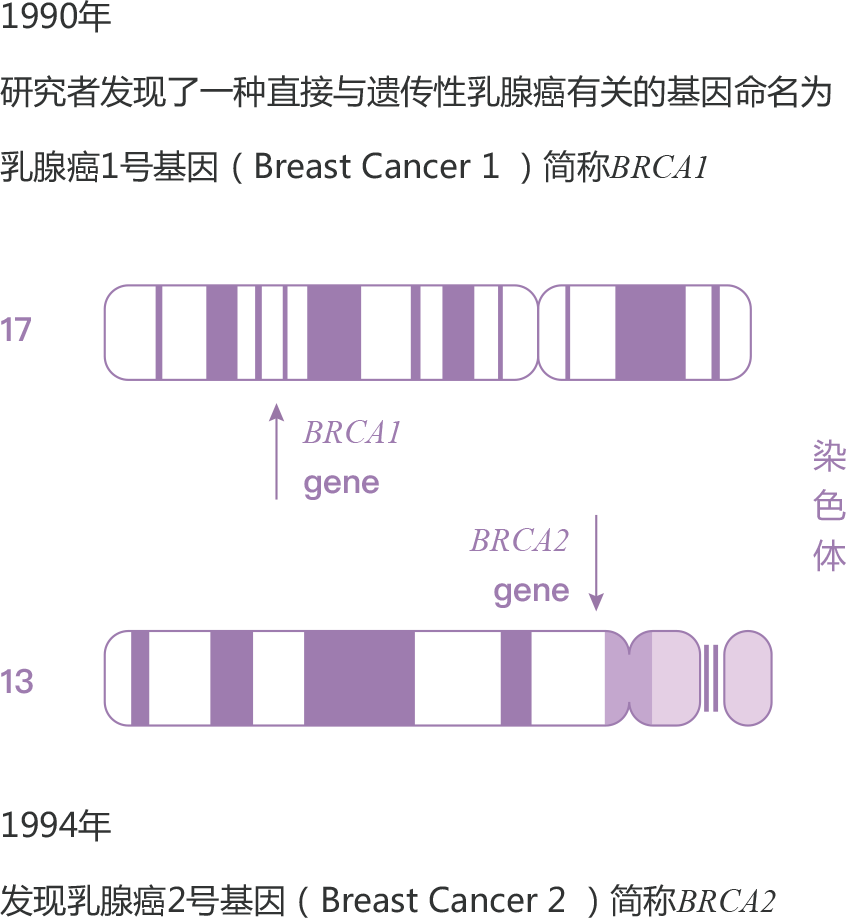 1990年
研究者发现了一种直接与遗传性乳腺癌有关的基因命名为
乳腺癌1号基因（Breast Cancer 1 ）简称BRCA1
17
BRCA1
gene
染色体
BRCA2
gene
13
1994年
发现乳腺癌2号基因（Breast Cancer 2 ）简称BRCA2